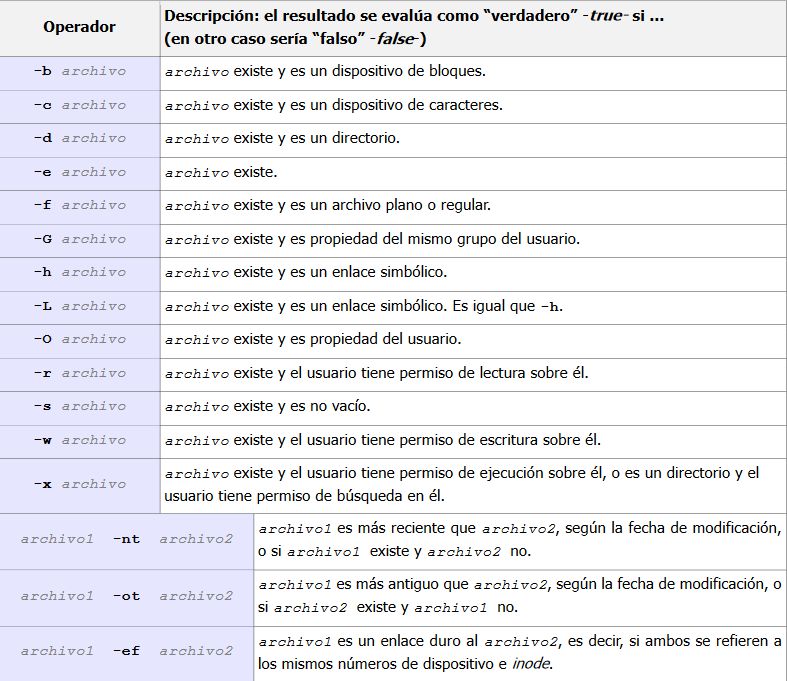 Operador
Descripción: el resultado se evalúa como “verdadero” -true- si ...
(en otro caso sería “falso” -false-)
-b archivo
archivo existe y es un dispositivo de bloques.
-c archivo
archivo existe y es un dispositivo de caracteres.
-d archivo
archivo existe y es un directorio.
-e archivo
archivo existe.
-f archivo
archivo existe y es un archivo plano o regular.
-G archivo
archivo existe y es propiedad del mismo grupo del usuario.
-h archivo
archivo existe y es un enlace simbólico.
-L archivo
archivo existe y es un enlace simbólico. Es igual que -h.
-O archivo
archivo existe y es propiedad del usuario.
-r archivo
archivo existe y el usuario tiene permiso de lectura sobre él.
-s archivo
archivo existe y es no vacío.
-w archivo
archivo existe y el usuario tiene permiso de escritura sobre él.
-x archivo
archivo existe y el usuario tiene permiso de ejecución sobre él, o es un directorio y el
usuario tiene permiso de búsqueda en él.
archivo1 -nt archivo2
archivo1 es más reciente que archivo2, según la fecha de modificación,
o si archivo1 existe y archivo2 no.
archivo1 -ot archivo2
archivo1 es más antiguo que archivo2, según la fecha de modificación, o
si archivo2 existe y archivo1 no.
archivo1 -ef archivo2
archivo1 es un enlace duro al archivo2, es decir, si ambos se refieren a
los mismos números de dispositivo e inode.